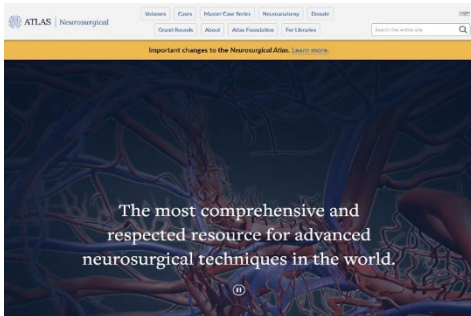 ATLAS Neurosurgical
Volumes Cases Master Case Series Neuroanatomy Donate
Grand Rounds About Atlas Foundation For Libraries
Login
Search the entire site
Important changes to the Neurosurgical Atlas. Learn more.
The most comprehensive and
respected resource for advanced
neurosurgical techniques in the world.